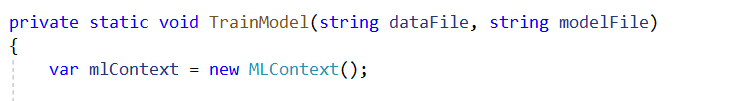 private static void TrainModel(string dataFile, string modelFile)
{
var mlContext = new MLContext();